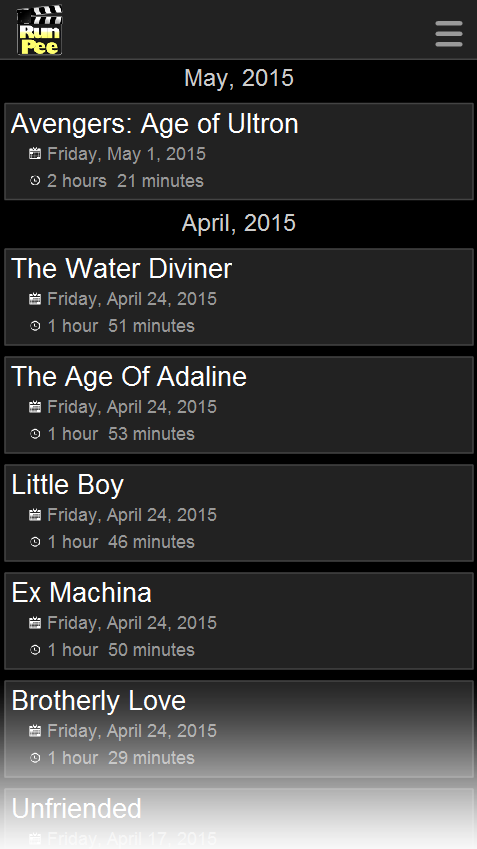 Run
Pee
May, 2015
Avengers: Age of Ultron
Friday, May 1, 2015
2 hours 21 minutes
April, 2015
The Water Diviner
Friday, April 24, 2015
1 hour 51 minutes
The Age Of Adaline
Friday, April 24, 2015
1 hour 53 minutes
Little Boy
Friday, April 24, 2015
1 hour 46 minutes
Ex Machina
Friday, April 24, 2015
1 hour 50 minutes
Brotherly Love
Friday, April 24, 2015
1 hour 29 minutes
Unfriended
Friday, April 17, 2015